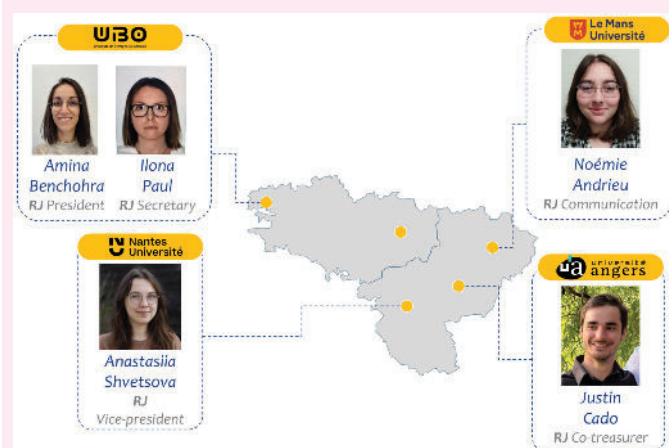 UBO
Amina
Benchohra
RJ President
Ilona
Paul
RJ Secretary
Le Mans
Université
Noémie
Andrieu
RJ Communication
Nantes
Université
Anastasiia
Shvetsova
RJ
Vice-president
ua
université
angers
Justin
Cado
RJ Co-treasurer